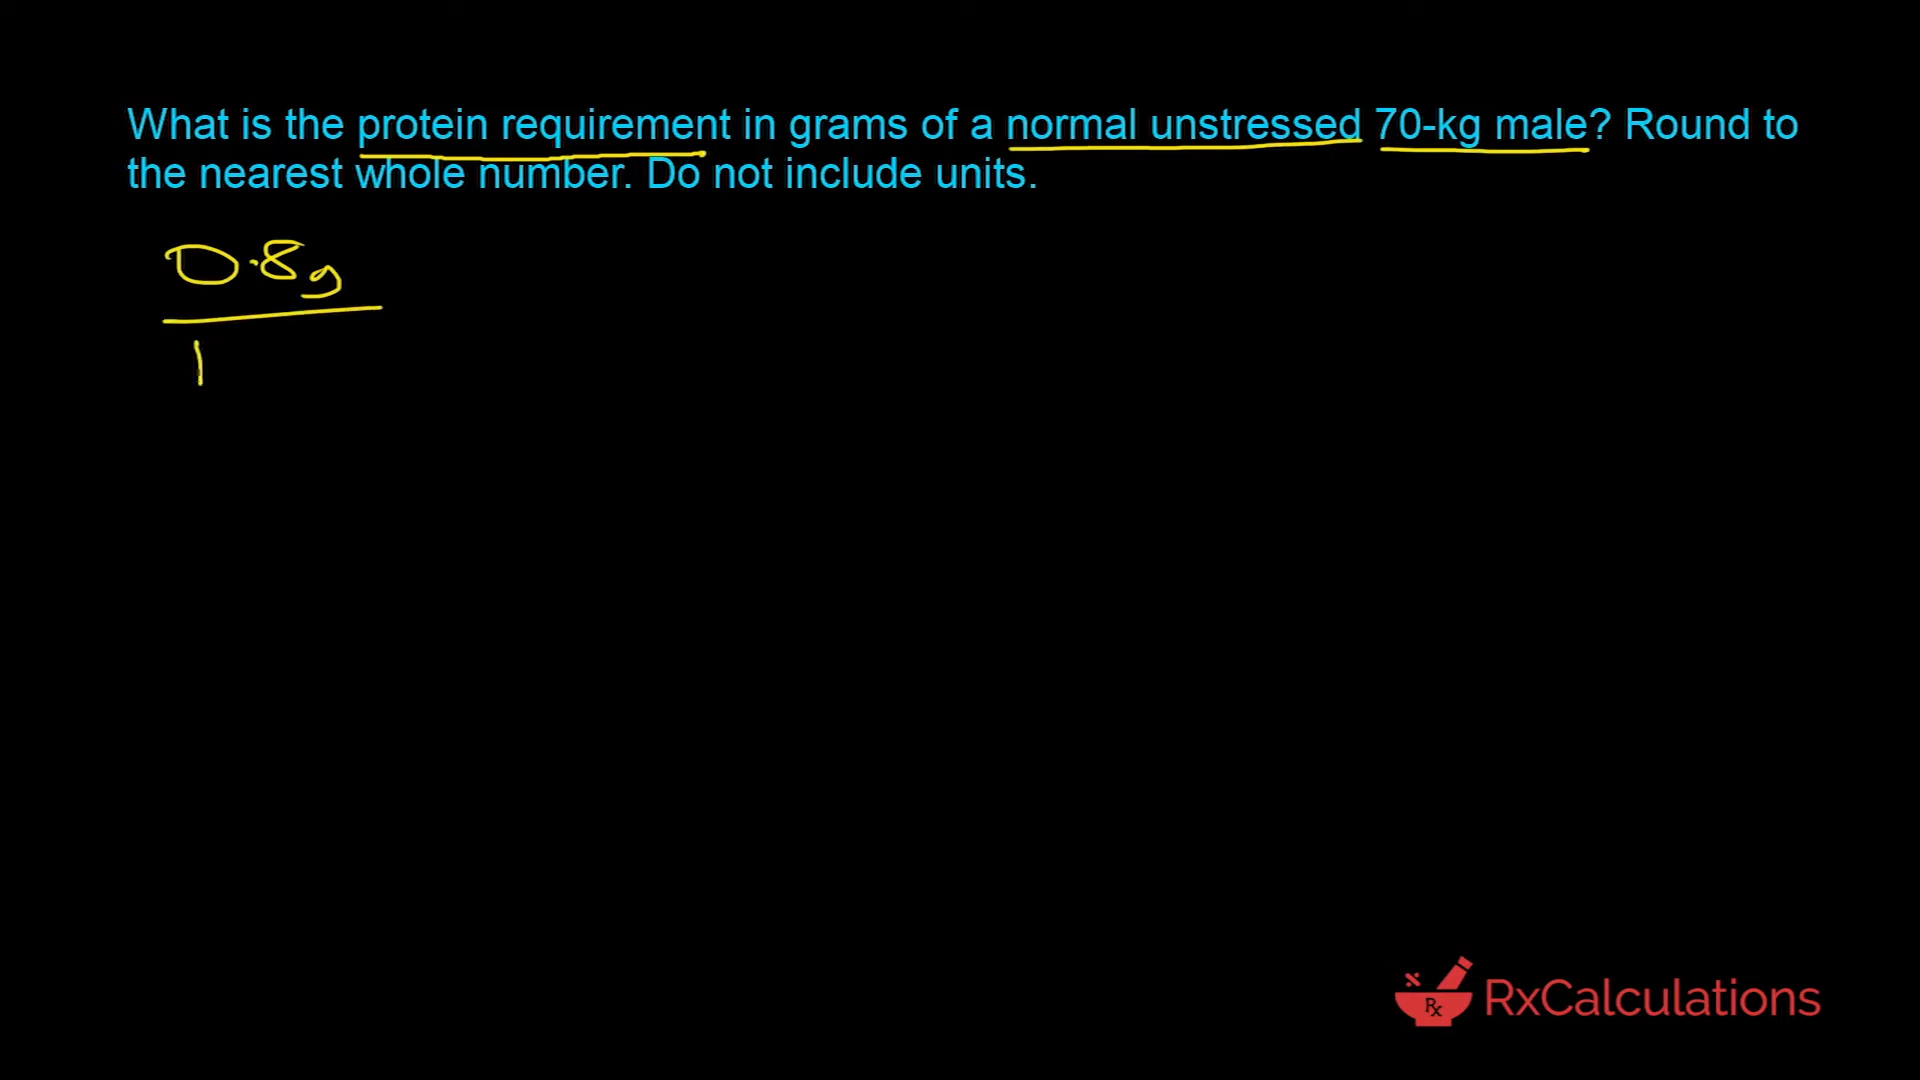 What is the protein requirement in grams of a normal unstressed 70-kg male? Round to
the nearest whole number. Do not include units.
0.8g
1
Rx
RxCalculations